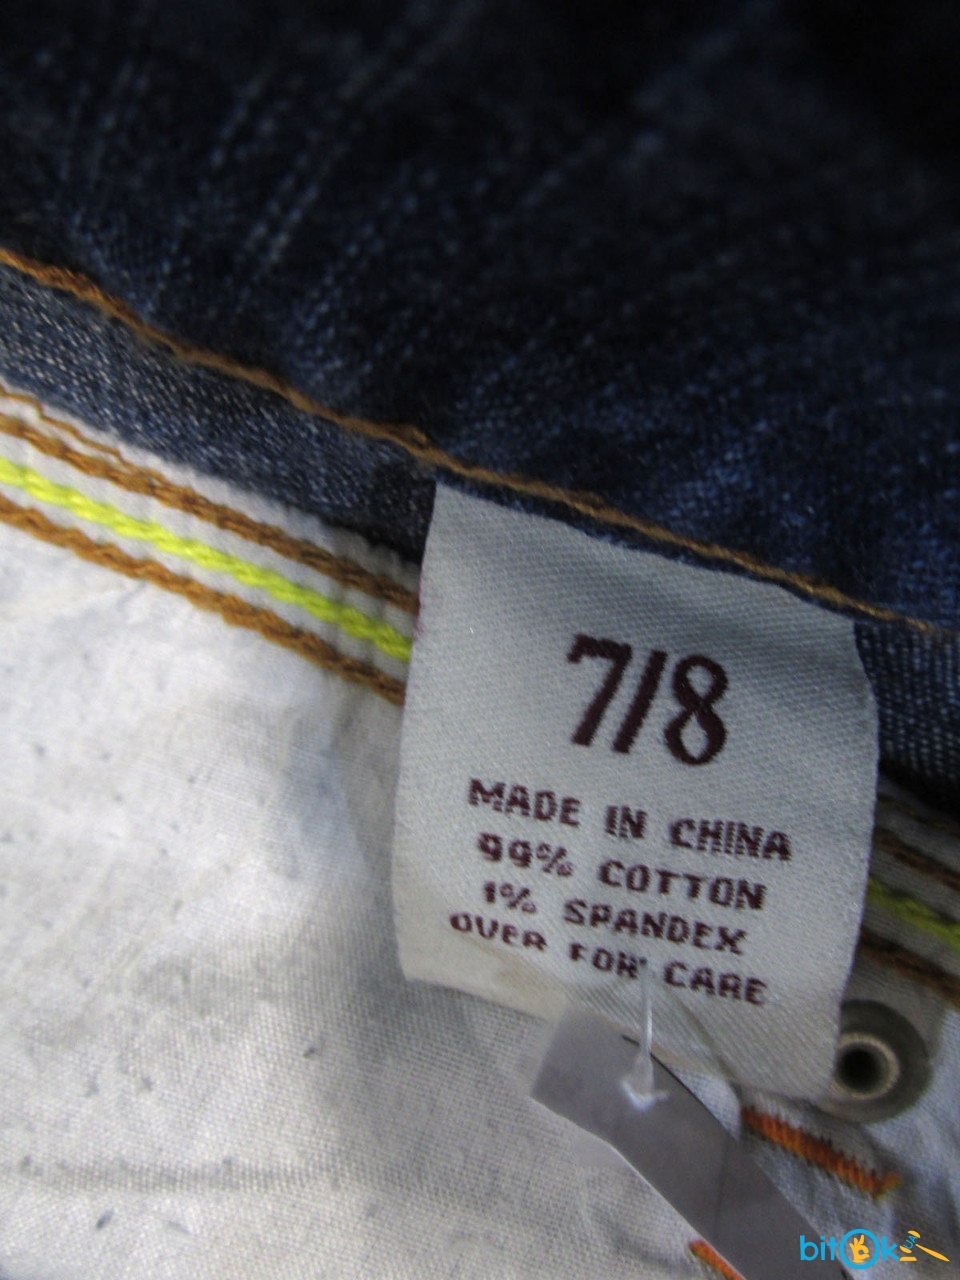 7/8
MADE IN CHINA
99% COTTON
1% SPANDEX
OVER FOR CARE
bitOk